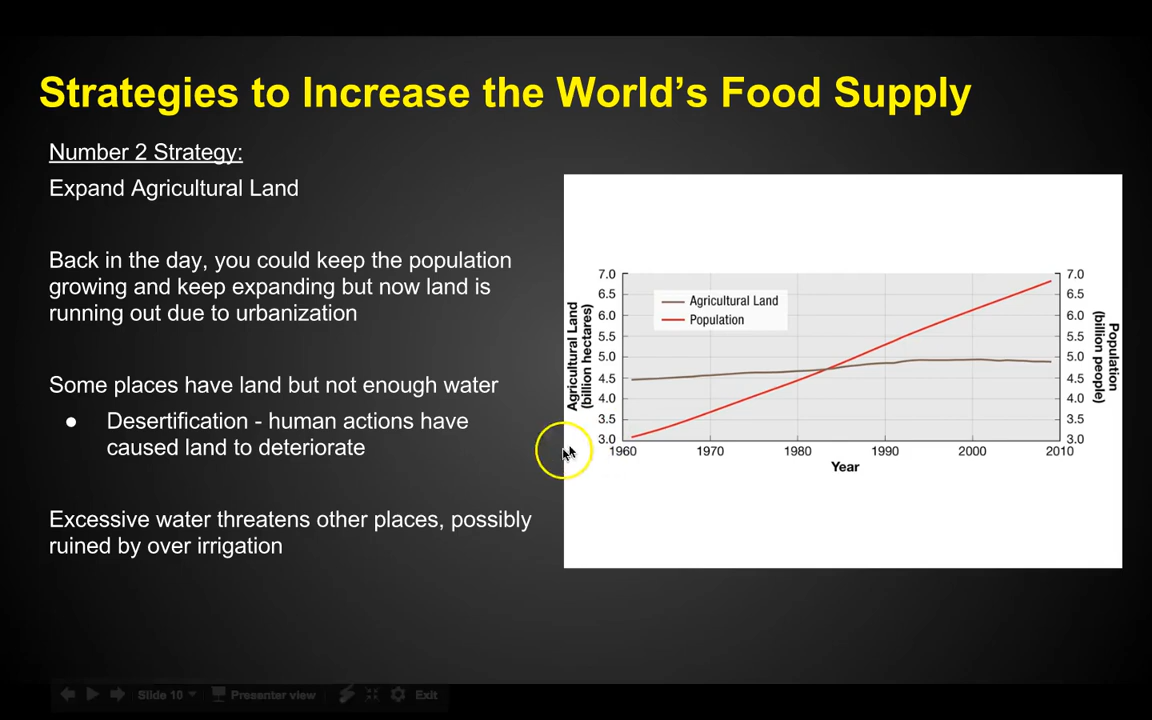 Strategies to Increase the World's Food Supply
Number 2 Strategy:
Expand Agricultural Land
Back in the day, you could keep the population
growing and keep expanding but now land is
running out due to urbanization
Some places have land but not enough water
● Desertification - human actions have
caused land to deteriorate
Excessive water threatens other places, possibly
ruined by over irrigation
Agricultural Land
(billion hectares)
7.0
6.5
6.0
5.5
5.0
4.5
4.0
3.5
3.0
Agricultural Land
Population
7.0
6.5
6.0
5.5
5.0
4.5
4.0
3.5
3.0
Population
(billion people)
1960 1970 1980 1990 2000 2010
Year
Slide 10 Presenter view Exit